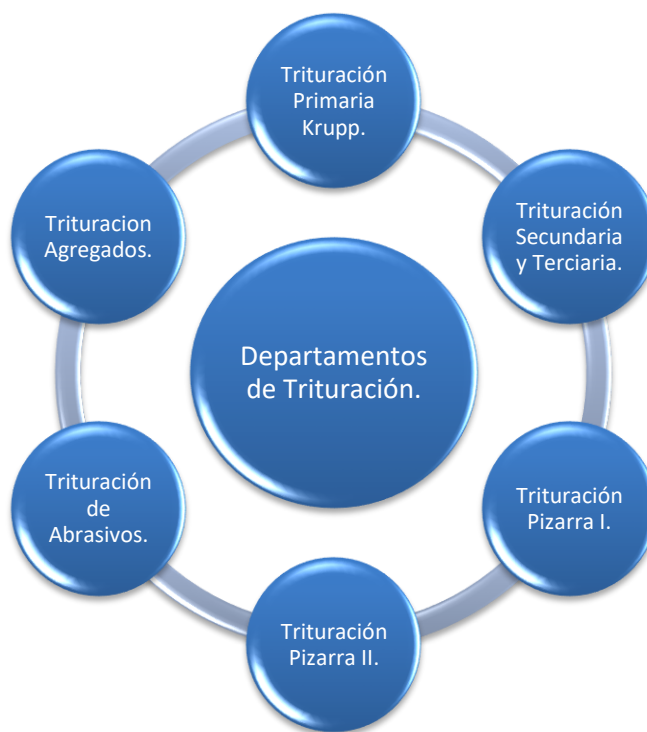 Trituración
Primaria
Krupp.
Trituración
Secundaria
y Terciaria.
Trituración
Pizarra I.
Trituración
Pizarra II.
Trituración
de
Abrasivos.
Trituracion
Agregados.
Departamentos
de Trituración.